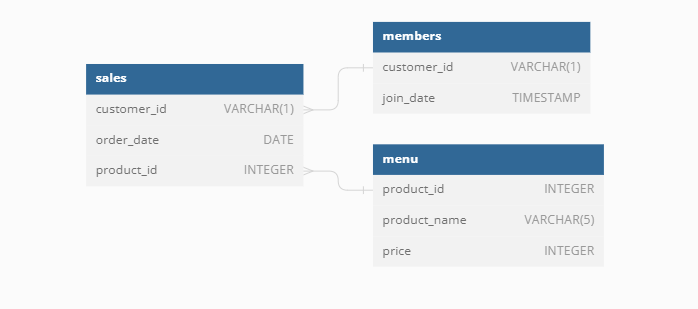 sales
customer_id VARCHAR(1)
order_date DATE
product_id INTEGER
members
customer_id VARCHAR(1)
join_date TIMESTAMP
menu
product_id INTEGER
product_name VARCHAR(5)
price INTEGER